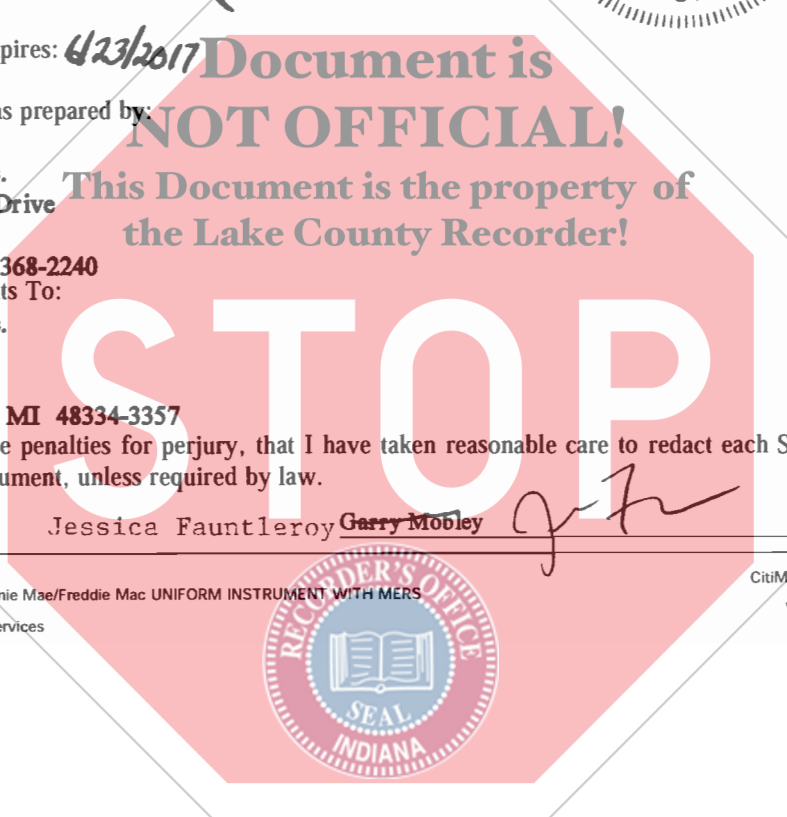 pires: 6/23/2017
Document is
s prepared by:
NOT OFFICIAL!
This Document is the property of
Drive
the Lake County Recorder!
368-2240
ts To:
STOP
MI 48334-3357
e penalties for perjury, that I have taken reasonable care to redact each S
ument, unless required by law.
Jessica Fauntleroy Garry Mobley
CitiM
nie Mae/Freddie Mac UNIFORM INSTRUMENT WITH MERS
ervices
RECORDER'S OFFICE
SEAL
INDIANA